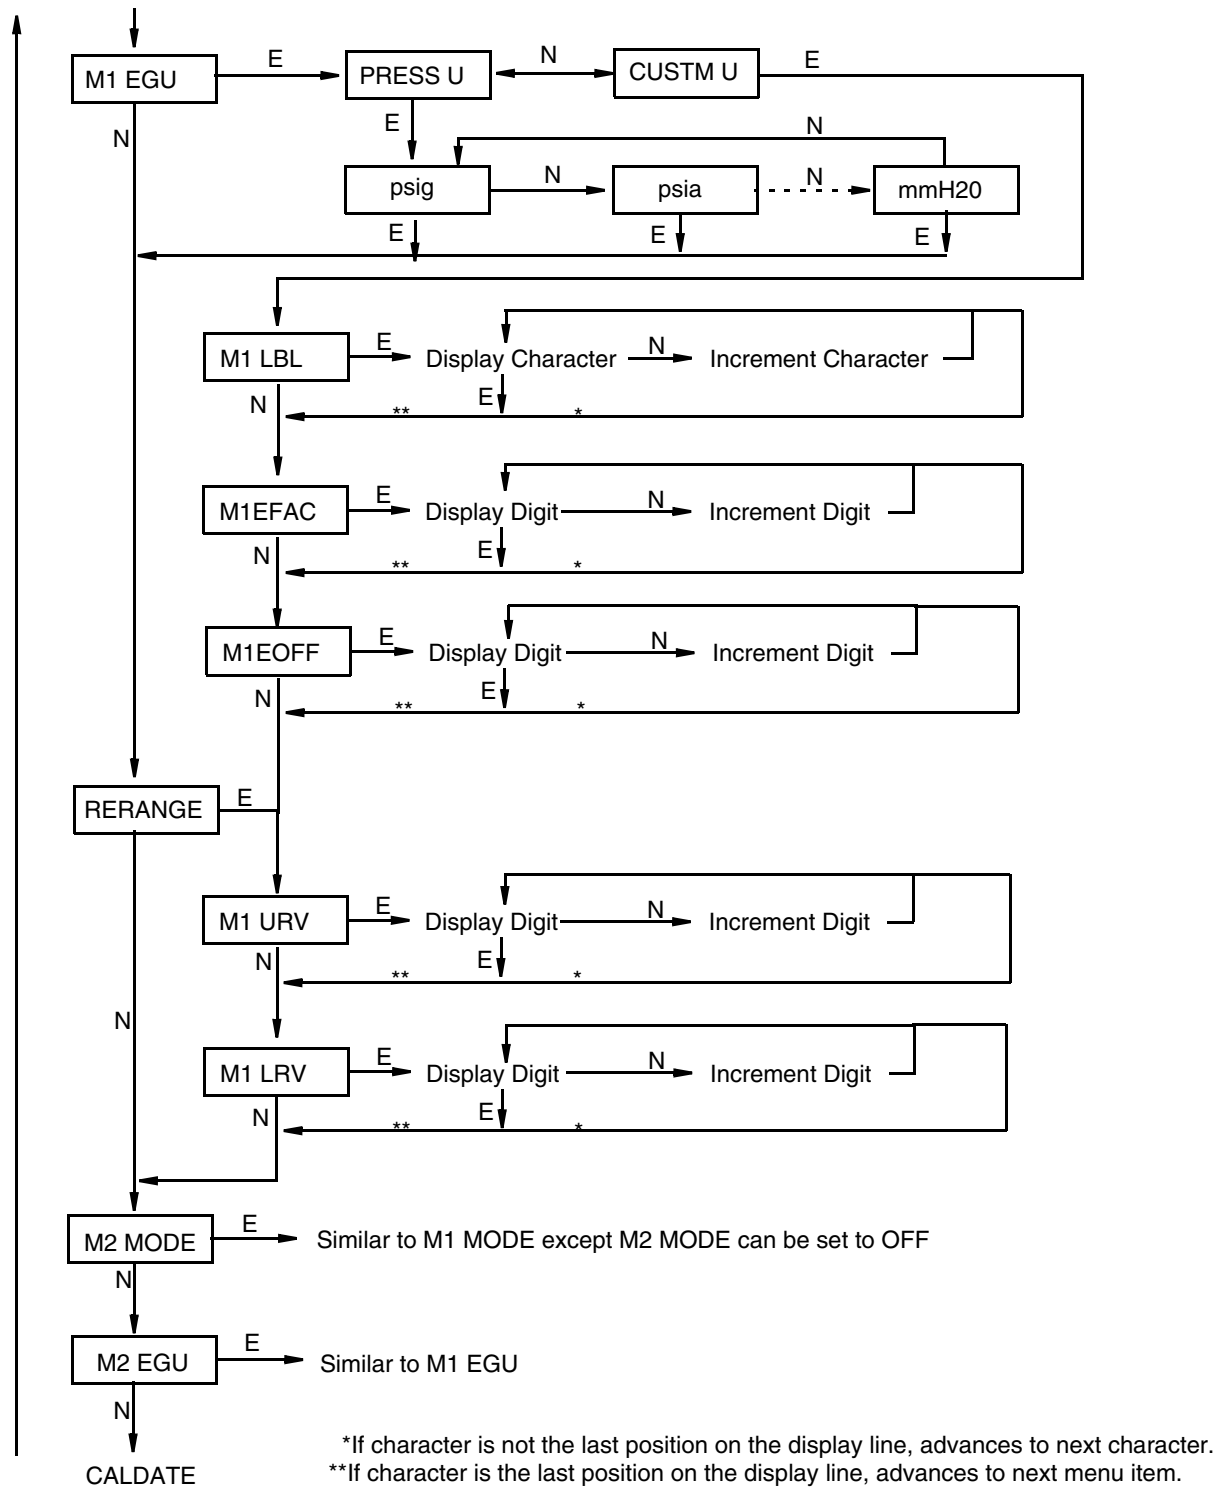 E N E
M1 EGU PRESS U CUSTM U
E
N N
N N
psig psia mmH20
E E E
M1 LBL E Display Character N Increment Character
N E ** *
M1EFAC E Display Digit N Increment Digit
N E ** *
M1EOFF E Display Digit N Increment Digit
N E ** *
RERANGE E
M1 URV E Display Digit N Increment Digit
N E ** *
N
M1 LRV E Display Digit N Increment Digit
N E ** *
M2 MODE E Similar to M1 MODE except M2 MODE can be set to OFF
N
M2 EGU E Similar to M1 EGU
N
CALDATE
*If character is not the last position on the display line, advances to next character.
**If character is the last position on the display line, advances to next menu item.